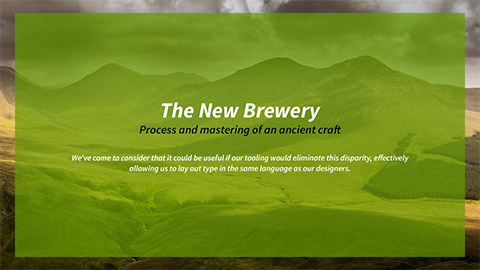 The New Brewery
Process and mastering of an ancient craft
We've come to consider that it could be useful if our tooling would eliminate this disparity, effectively
allowing us to lay out type in the same language as our designers.